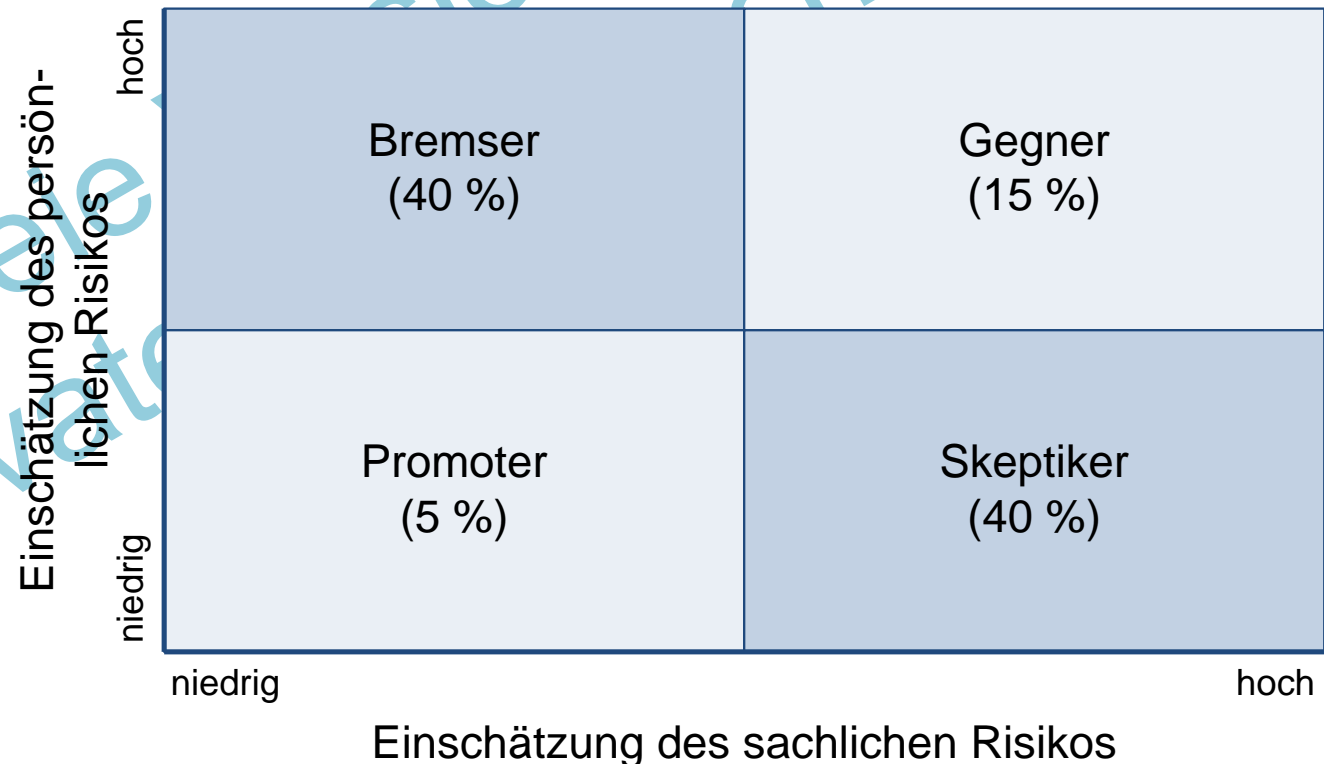 Einschätzung des persön-
lichen Risikos
hoch
niedrig
Bremser
(40 %)
Gegner
(15 %)
Promoter
(5 %)
Skeptiker
(40 %)
niedrig
hoch
Einschätzung des sachlichen Risikos